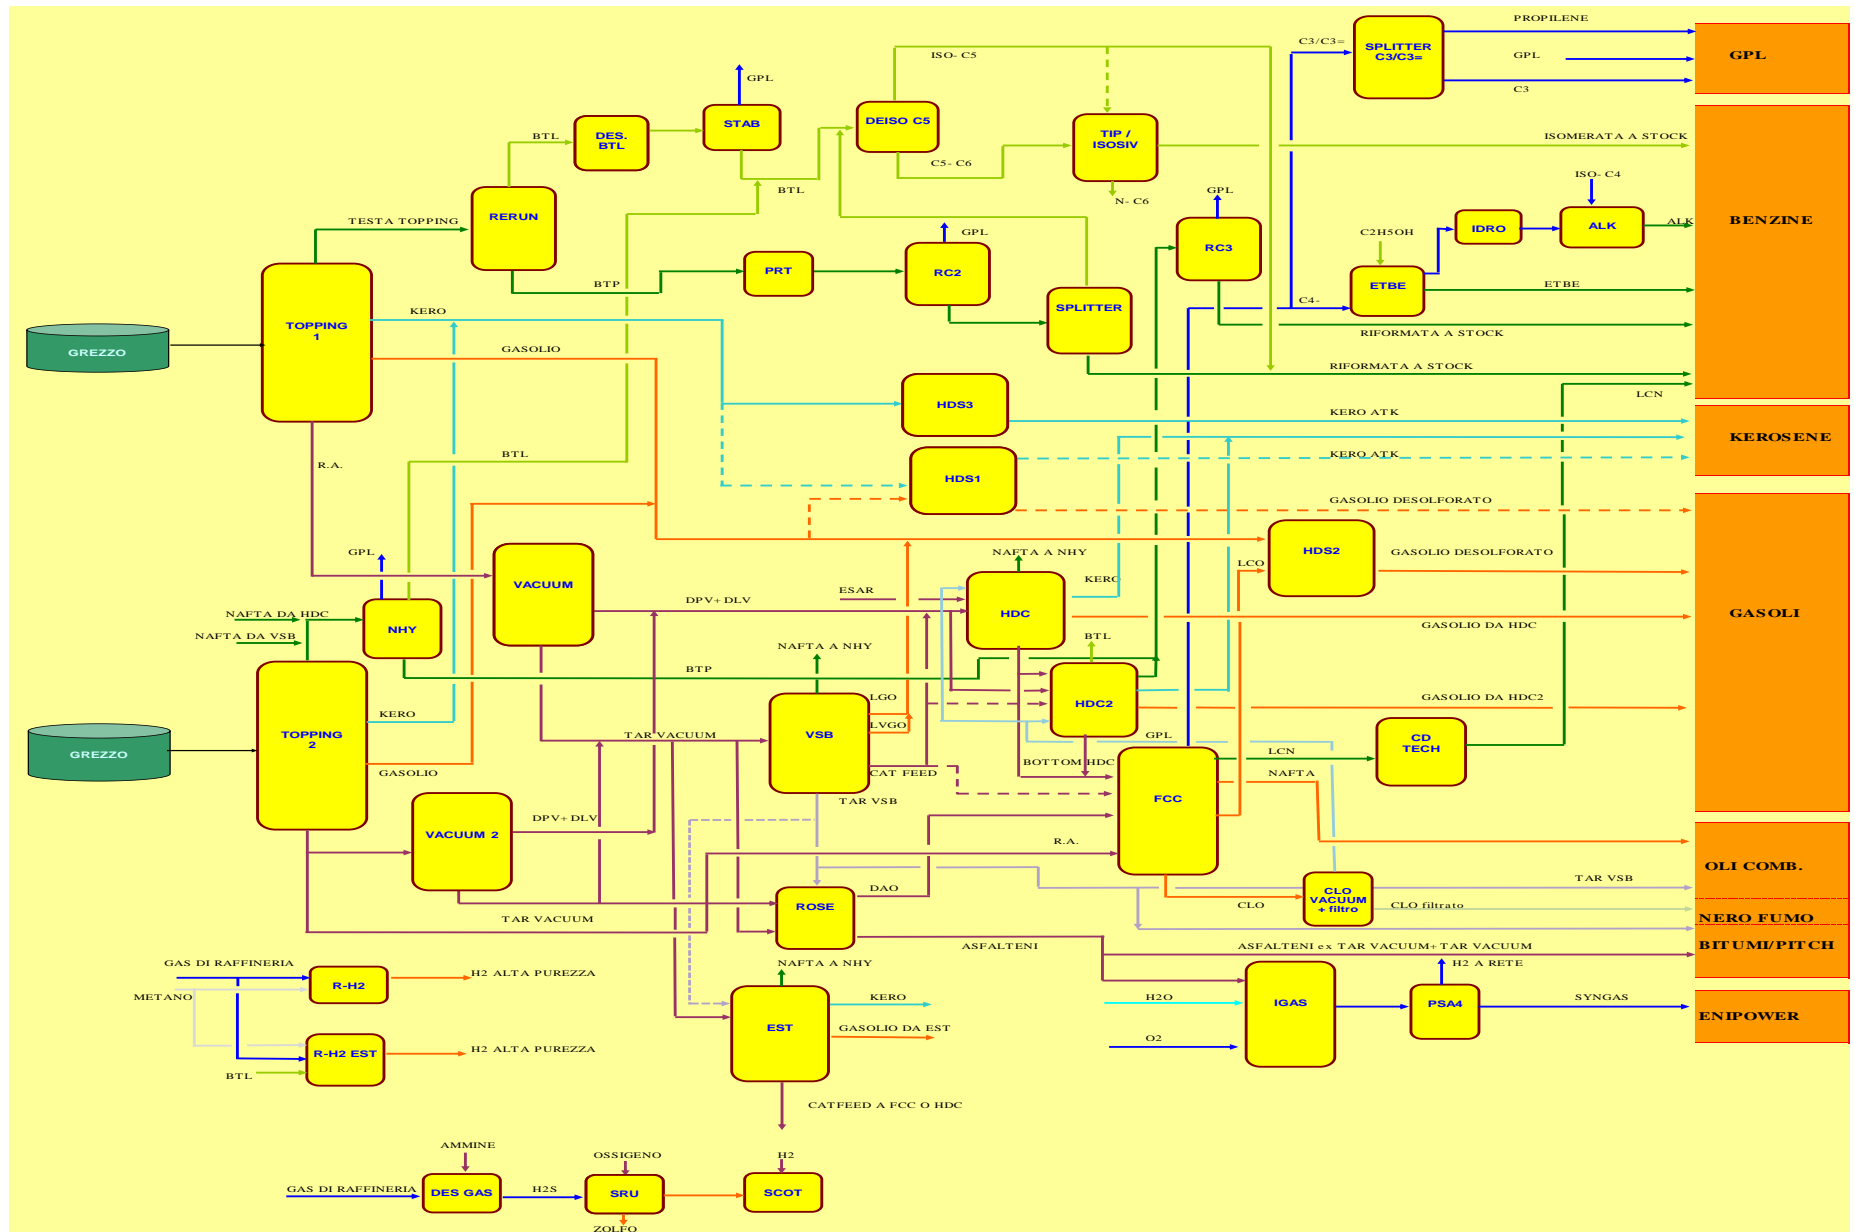 PROPILENE
C3/C3=
SPLITTER
C3/C3=
GPL
GPL
C3
ISO- C5
GPL
BTL
DES.
BTL
STAB
DEISO C5
TIP /
ISOSIV
ISOMERATA A STOCK
C5- C6
BTL
N- C6
GPL
ISO- C4
RERUN
TESTA TOPPING
GPL
RC3
C2H5OH
IDRO
ALK
ALK
BENZINE
BTP
PRT
RC2
ETBE
ETBE
C4-
KERO
SPLITTER
TOPPING
1
GREZZO
GASOLIO
RIFORMATA A STOCK
RIFORMATA A STOCK
LCN
HDS3
KERO ATK
KEROSENE
R.A.
BTL
KERO ATK
HDS1
GASOLIO DESOLFORATO
GPL
NAFTA A NHY
HDS2
GASOLIO DESOLFORATO
VACUUM
LCO
KERO
ESAR
DPV+ DLV
HDC
NAFTA DA HDC
NHY
NAFTA DA VSB
GASOLIO DA HDC
GASOLI
BTL
NAFTA A NHY
BTP
LGO
HDC2
GASOLIO DA HDC2
KERO
LVGO
TOPPING
2
GREZZO
TAR VACUUM
VSB
GPL
CD
TECH
LCN
GASOLIO
CAT FEED
BOTTOM HDC
NAFTA
TAR VSB
FCC
DPV+ DLV
VACUUM 2
R.A.
OLI COMB.
DAO
ROSE
CLO
VACUUM
+ filtro
TAR VSB
CLO
CLO filtrato
TAR VACUUM
NERO FUMO
ASFALTENI
ASFALTENI ex TAR VACUUM+ TAR VACUUM
BITUMI/PITCH
GAS DI RAFFINERIA
H2 ALTA PUREZZA
NAFTA A NHY
H2 A RETE
R-H2
METANO
KERO
H2O
IGAS
PSA4
SYNGAS
EST
GASOLIO DA EST
ENIPOWER
O2
R-H2 EST
H2 ALTA PUREZZA
BTL
CATFEED A FCC O HDC
AMMINE
OSSIGENO
H2
GAS DI RAFFINERIA
DES GAS
H2S
SRU
SCOT
ZOLFO